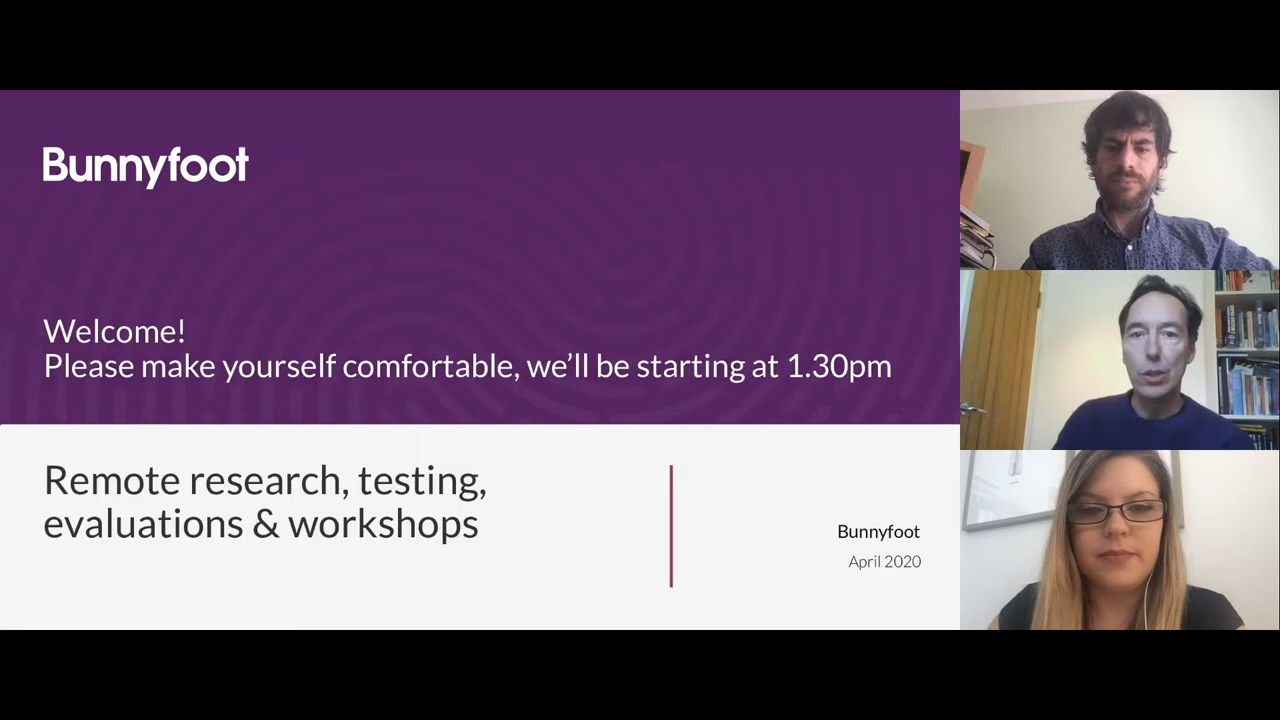 Bunnyfoot
Welcome!
Please make yourself comfortable, we’ll be starting at 1.30pm
Remote research, testing,
evaluations & workshops
Bunnyfoot
April 2020